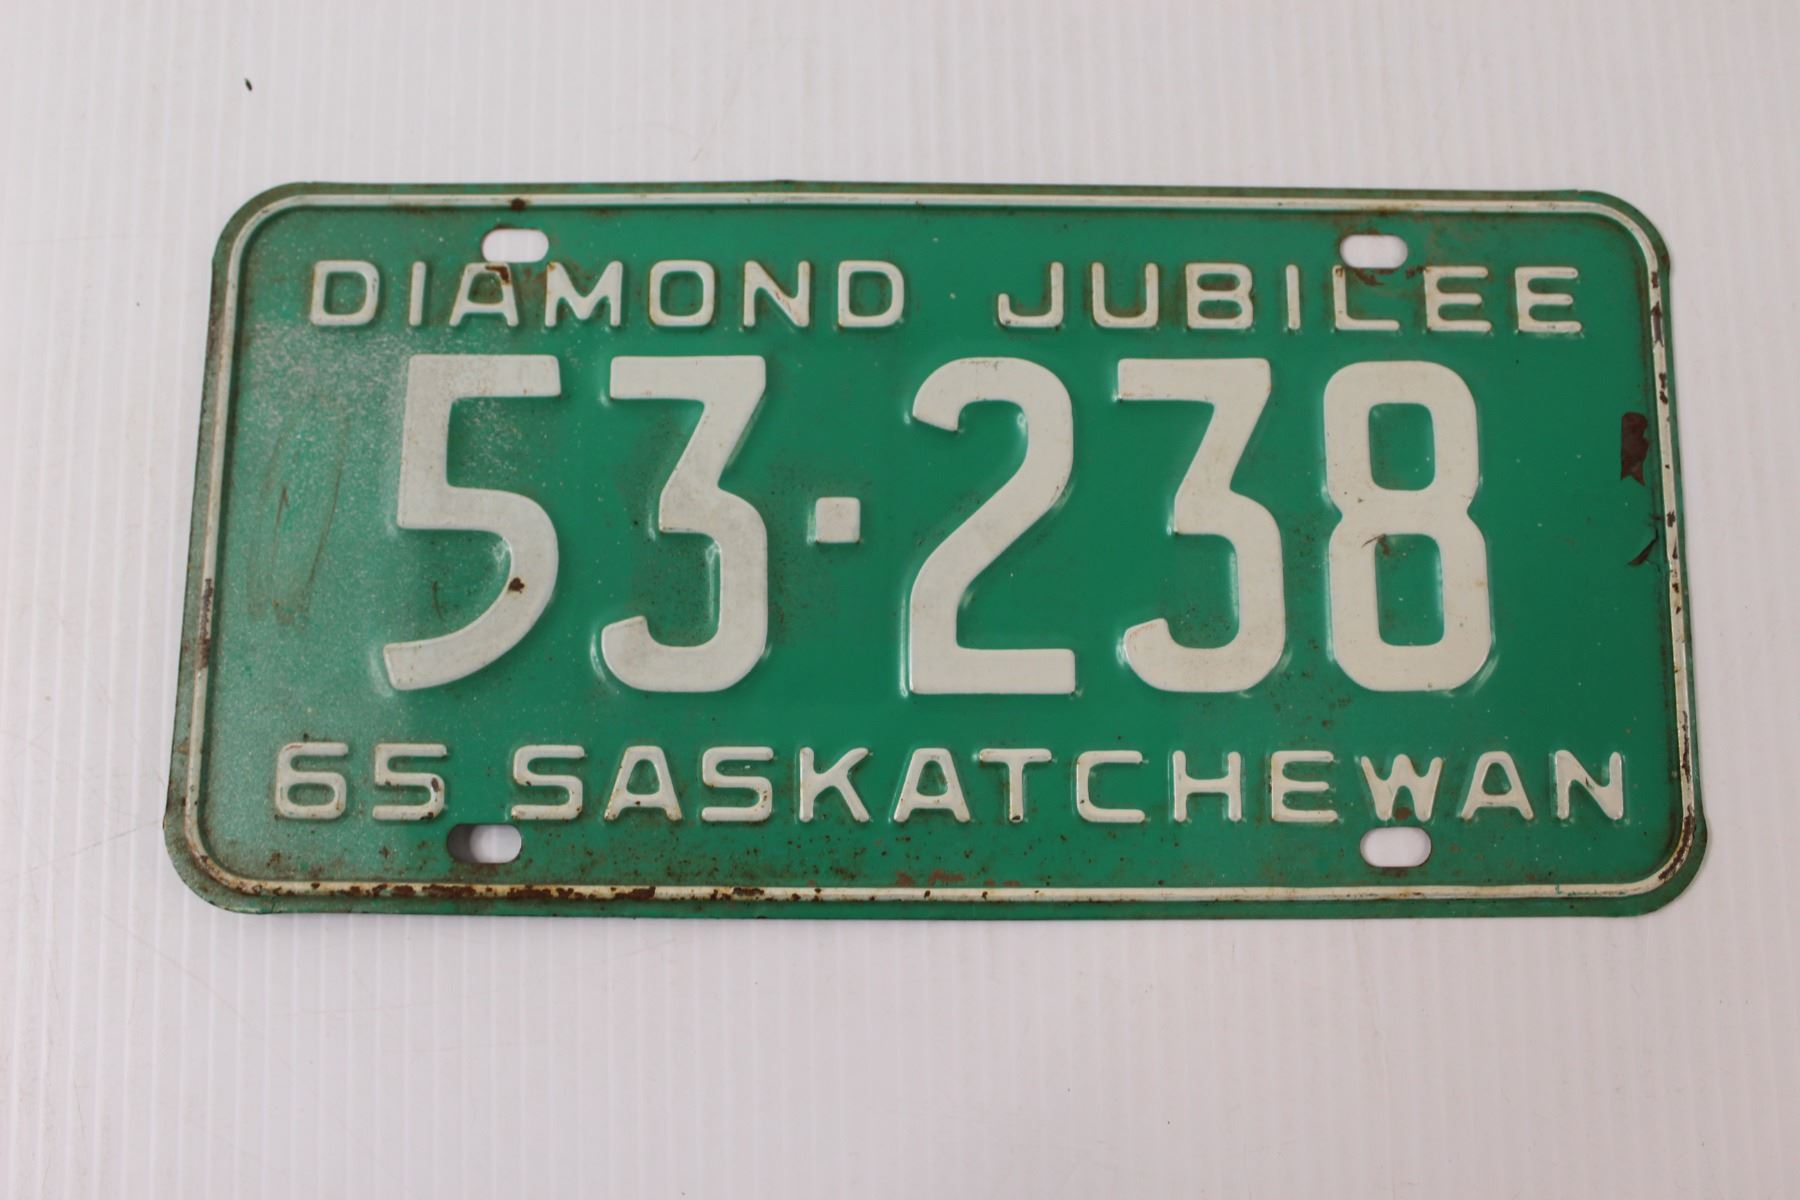 DIAMOND JUBILEE
53·238
65 SASKATCHEWAN